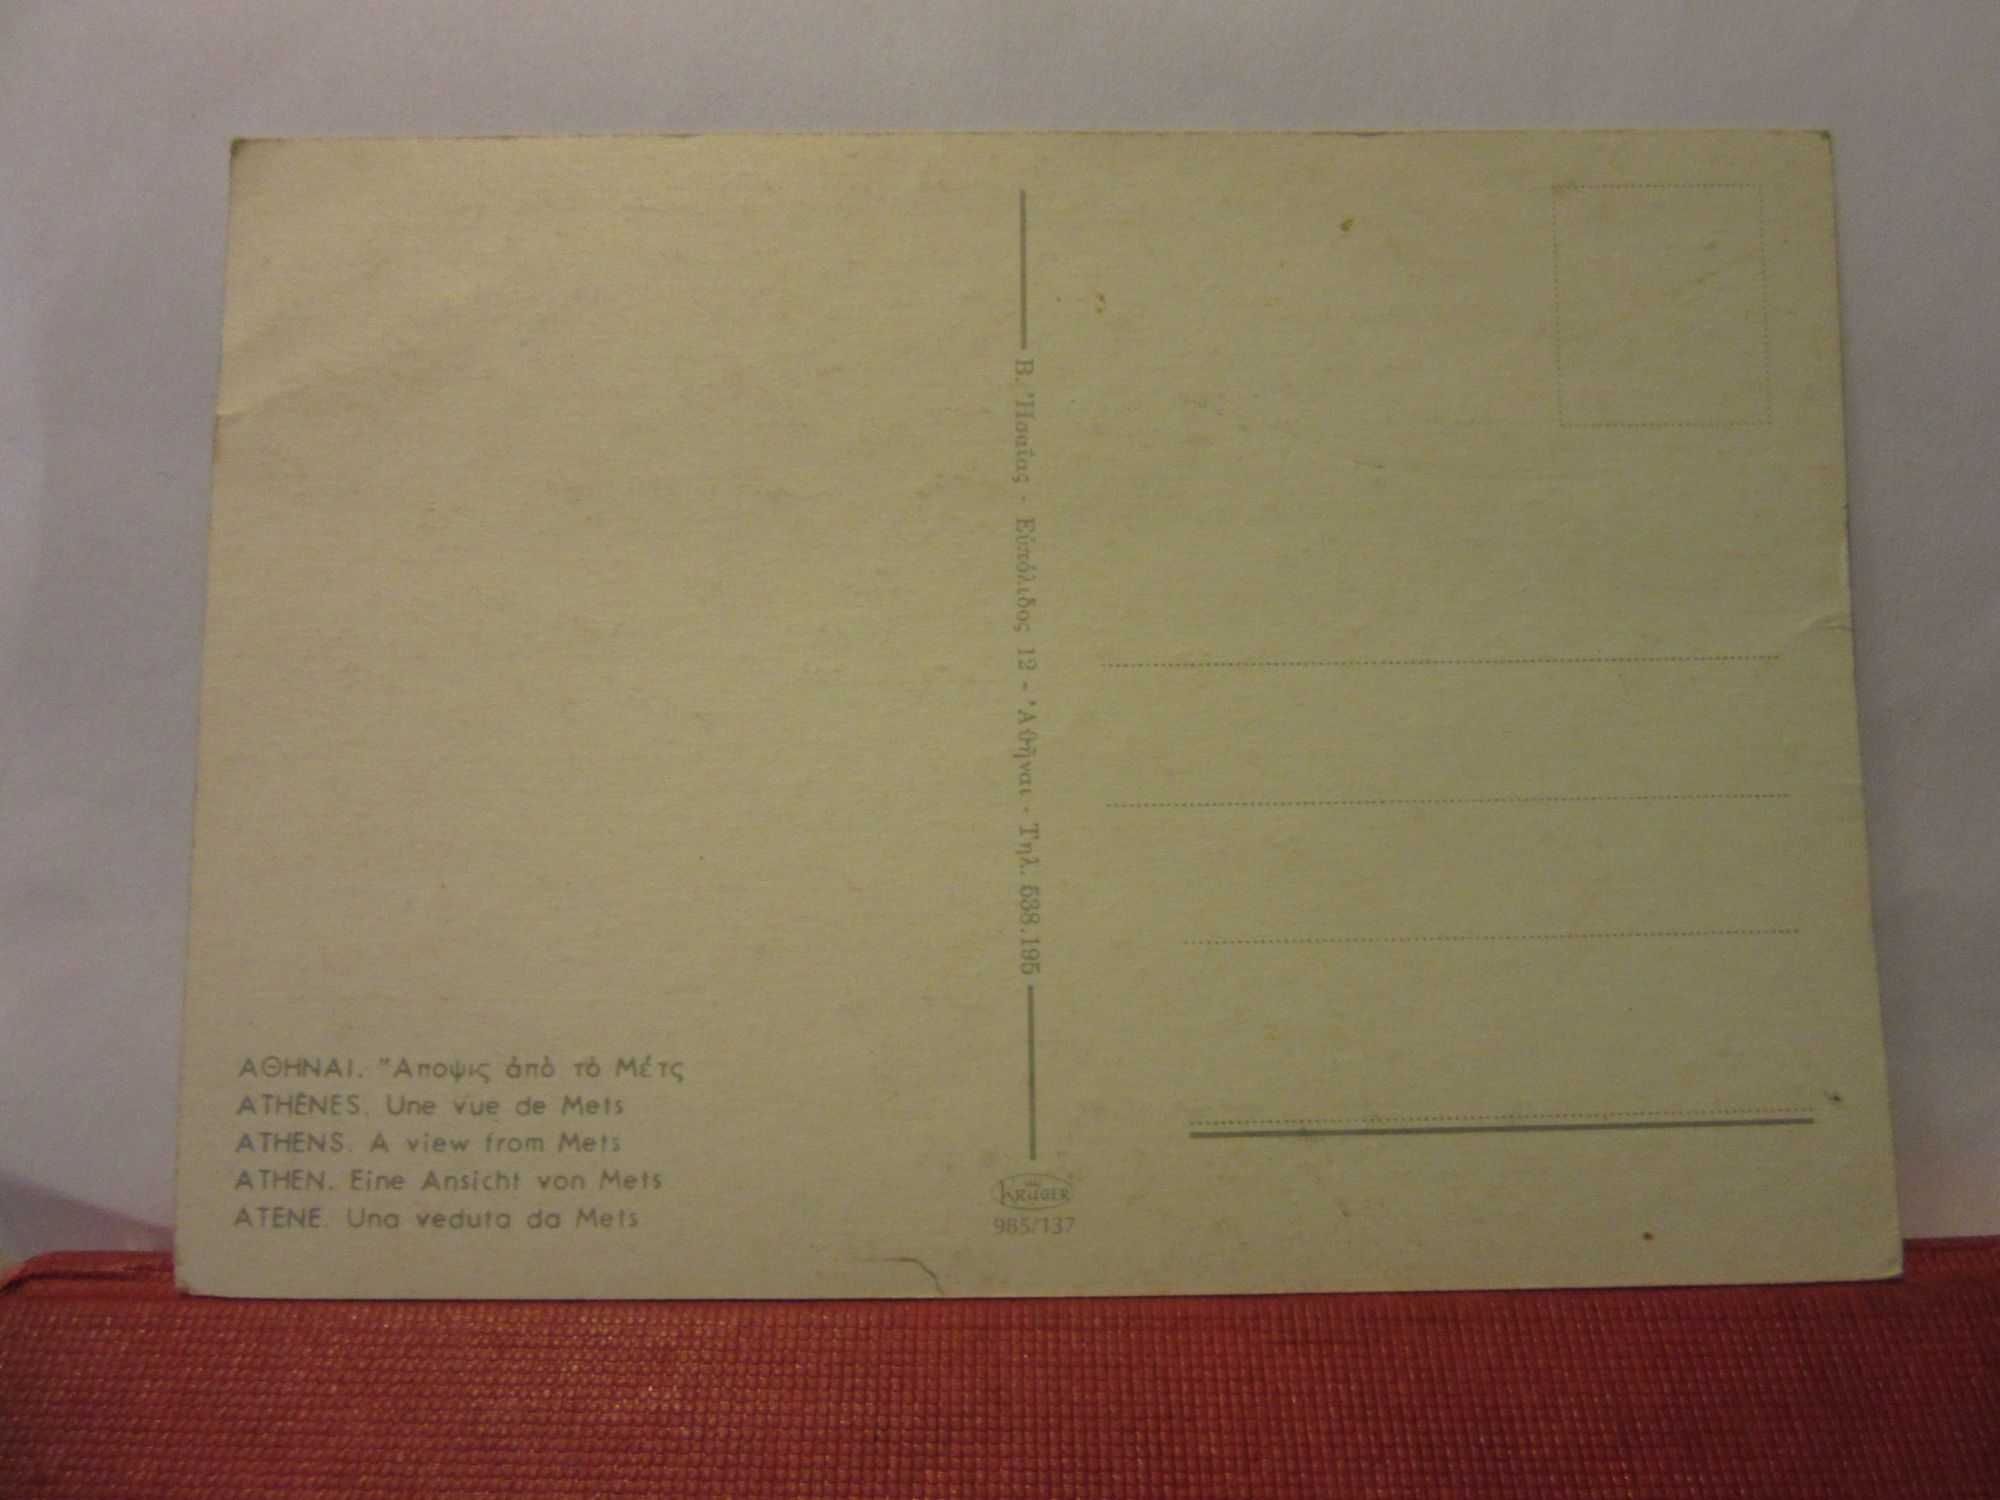 Β. Ἠσαΐας · Εὐπόλιδος 12 - Ἀθῆναι · Τηλ. 538.195
ΑΘΗΝΑΙ. Ἄποψις ἀπὸ τὸ Μέτς
ATHÈNES. Une vue de Mets
ATHENS. A view from Mets
ATHEN. Eine Ansicht von Mets
ATENE. Una veduta da Mets
KRÜGER
985/137